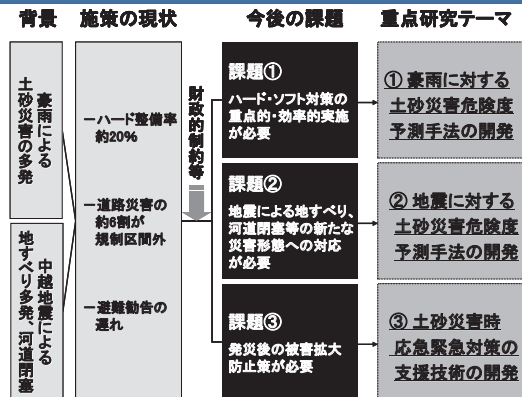 背景
施策の現状
今後の課題
重点研究テーマ
豪雨による
土砂災害の多発
中越地震による
地すべり多発、河道閉塞
－ハード整備率
約20%
－道路災害の
約6割が
規制区間外
－避難勧告の
遅れ
財政的制約等
課題①
ハード・ソフト対策の
重点的・効率的実施
が必要
課題②
地震による地すべり、
河道閉塞等の新たな
災害形態への対応
が必要
課題③
発災後の被害拡大
防止策が必要
① 豪雨に対する
土砂災害危険度
予測手法の開発
② 地震に対する
土砂災害危険度
予測手法の開発
③ 土砂災害時
応急緊急対策の
支援技術の開発